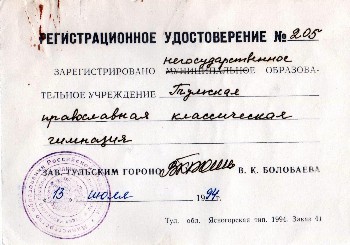 РЕГИСТРАЦИОННОЕ УДОСТОВЕРЕНИЕ № 205
негосударственное
ЗАРЕГИСТРИРОВАНО МУНИЦИПАЛЬНОЕ ОБРАЗОВА-
ТЕЛЬНОЕ УЧРЕЖДЕНИЕ Тульская
православная классическая
гимназия
ЗАВ. ТУЛЬСКИМ ГОРОНО В. К. БОЛОБАЕВА
« 13 » июля 1994г.
Тул. обл. Ясногорская тип. 1994. Заказ 41